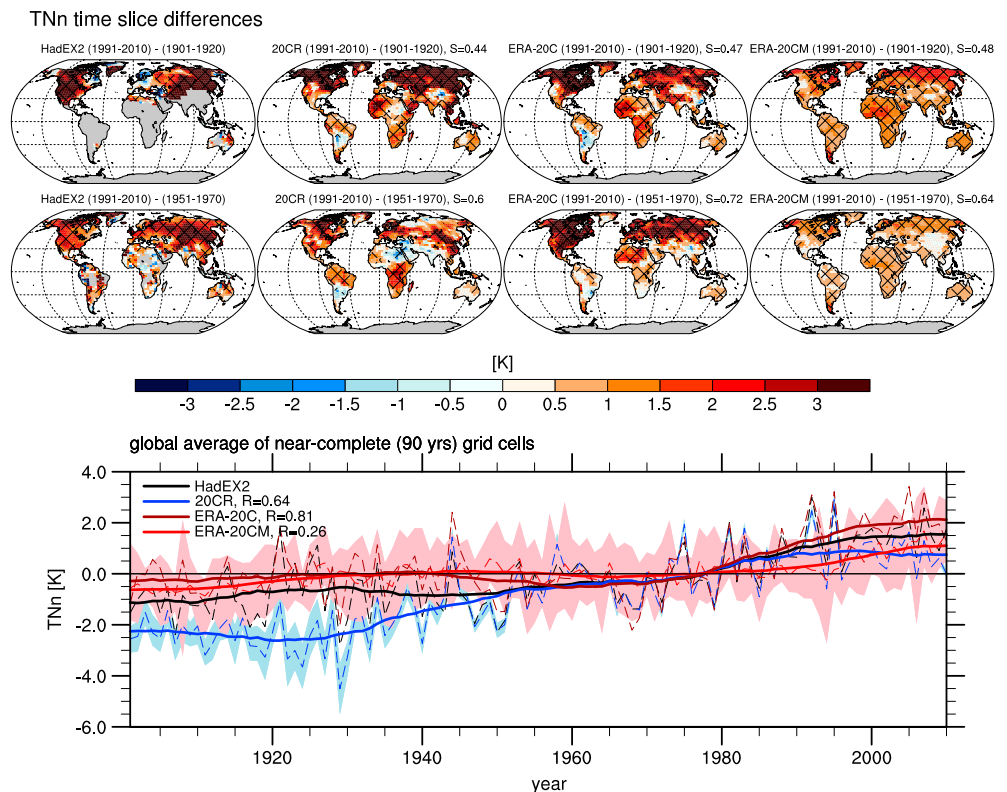 TNn time slice differences
HadEX2 (1991-2010) - (1901-1920)
20CR (1991-2010) - (1901-1920), S=0.44
ERA-20C (1991-2010) - (1901-1920), S=0.47
ERA-20CM (1991-2010) - (1901-1920), S=0.48
HadEX2 (1991-2010) - (1951-1970)
20CR (1991-2010) - (1951-1970), S=0.6
ERA-20C (1991-2010) - (1951-1970), S=0.72
ERA-20CM (1991-2010) - (1951-1970), S=0.64
[K]
-3 -2.5 -2 -1.5 -1 -0.5 0 0.5 1 1.5 2 2.5 3
global average of near-complete (90 yrs) grid cells
HadEX2
20CR, R=0.64
ERA-20C, R=0.81
ERA-20CM, R=0.26
4.0
2.0
0.0
-2.0
-4.0
-6.0
TNn [K]
1920 1940 1960 1980 2000
year